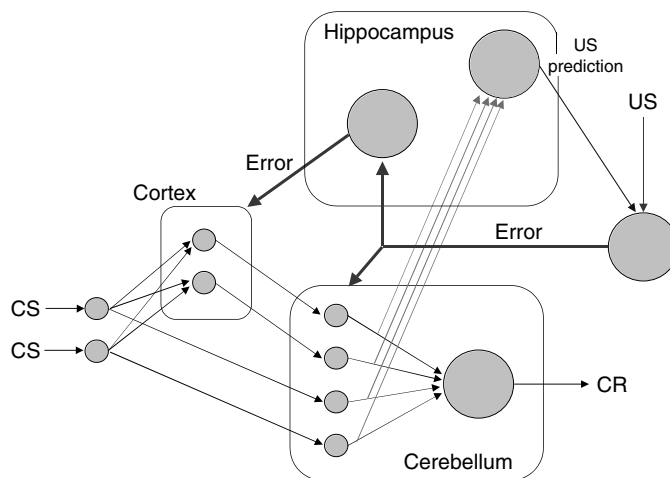 Hippocampus
US
prediction
US
Error
Cortex
Error
CS
CS
CR
Cerebellum